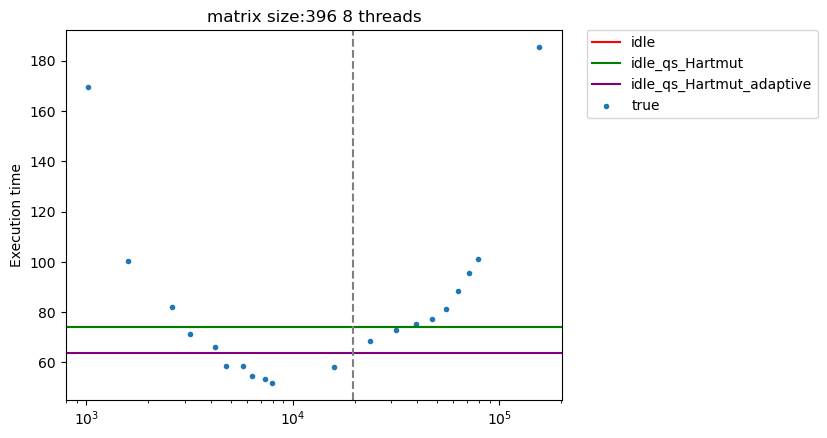 matrix size:396 8 threads
Execution time
180
160
140
120
100
80
60
10³
10⁴
10⁵
idle
idle_qs_Hartmut
idle_qs_Hartmut_adaptive
true